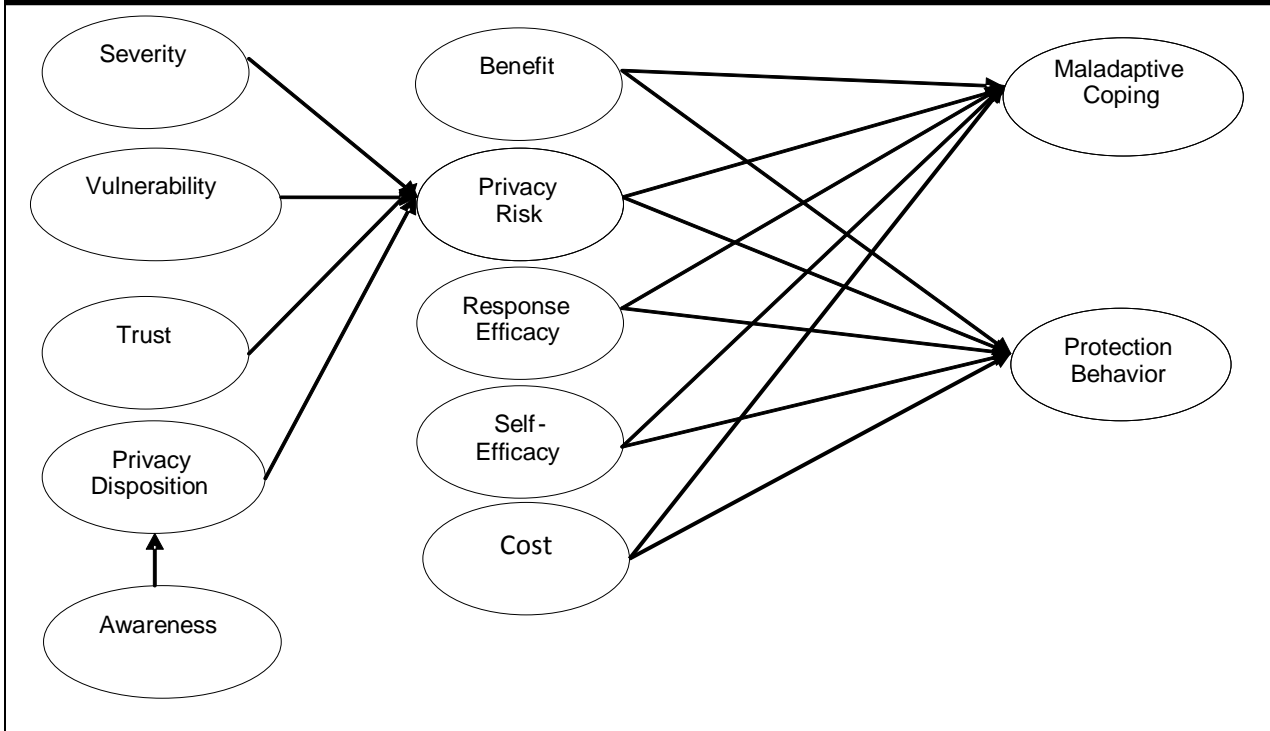 Severity
Vulnerability
Trust
Privacy
Disposition
Awareness
Benefit
Privacy
Risk
Response
Efficacy
Self-
Efficacy
Cost
Maladaptive
Coping
Protection
Behavior